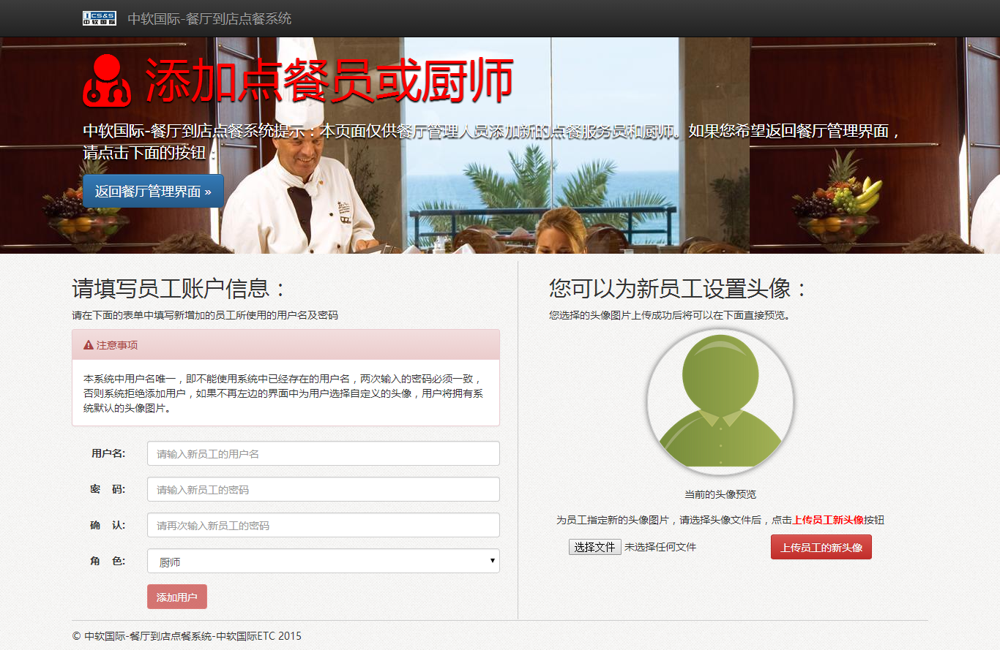 ICS&S
中软国际
中软国际-餐厅到店点餐系统
添加点餐员或厨师
中软国际-餐厅到店点餐系统提示：本页面仅供餐厅管理人员添加新的点餐服务员和厨师。如果您希望返回餐厅管理界面，
请点击下面的按钮：
返回餐厅管理界面 »
请填写员工账户信息：
请在下面的表单中填写新增加的员工所使用的用户名及密码
注意事项
本系统中用户名唯一，即不能使用系统中已经存在的用户名，两次输入的密码必须一致，
否则系统拒绝添加用户，如果不再左边的界面中为用户选择自定义的头像，用户将拥有系
统默认的头像图片。
用户名: 请输入新员工的用户名
密 码: 请输入新员工的密码
确 认: 请再次输入新员工的密码
角 色: 厨师
添加用户
您可以为新员工设置头像：
您选择的头像图片上传成功后将可以在下面直接预览。
当前的头像预览
为员工指定新的头像图片，请选择头像文件后，点击上传员工新头像按钮
选择文件 未选择任何文件 上传员工的新头像
© 中软国际-餐厅到店点餐系统-中软国际ETC 2015